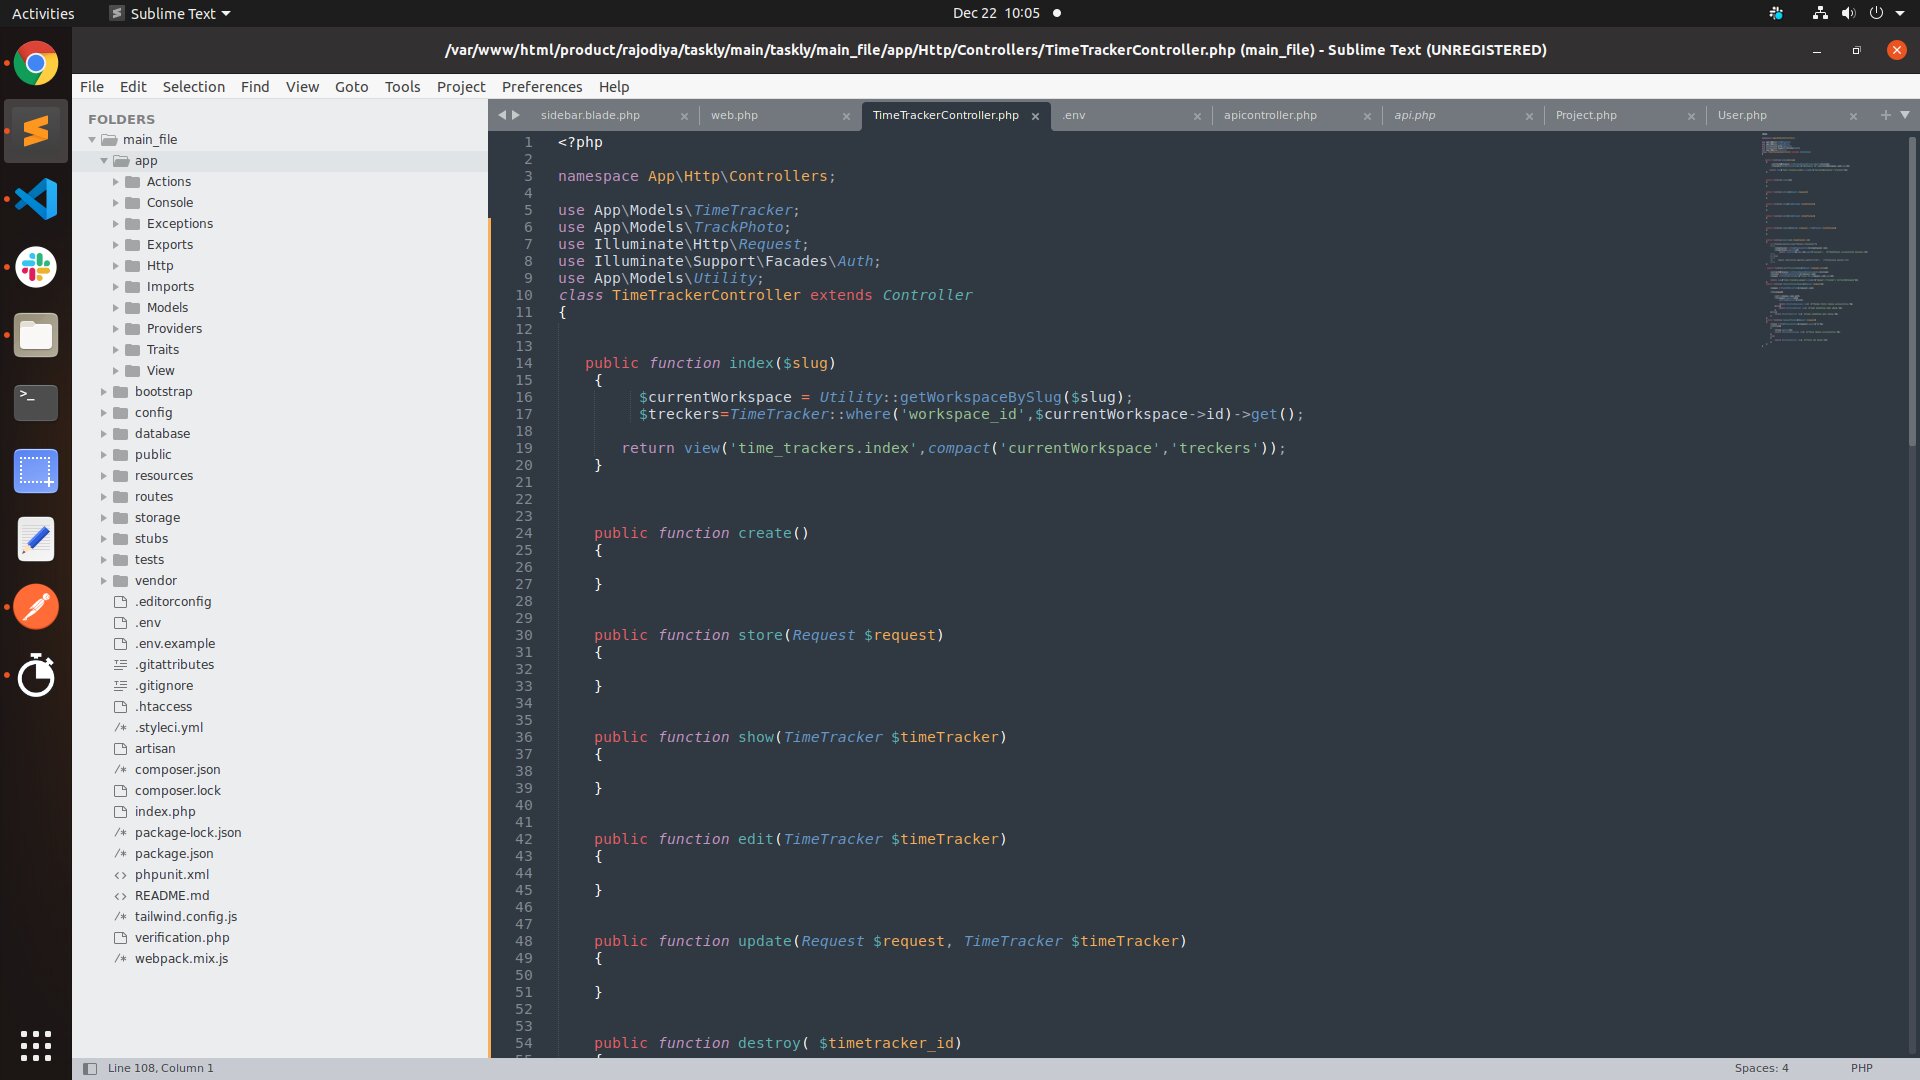 Activities
Sublime Text
Dec 22 10:05
/var/www/html/product/rajodiya/taskly/main/taskly/main_file/app/Http/Controllers/TimeTrackerController.php (main_file) - Sublime Text (UNREGISTERED)
File Edit Selection Find View Goto Tools Project Preferences Help
FOLDERS
main_file
app
Actions
Console
Exceptions
Exports
Http
Imports
Models
Providers
Traits
View
bootstrap
config
database
public
resources
routes
storage
stubs
tests
vendor
.editorconfig
.env
.env.example
.gitattributes
.gitignore
.htaccess
/* .styleci.yml
artisan
/* composer.json
composer.lock
index.php
/* package-lock.json
/* package.json
<> phpunit.xml
<> README.md
/* tailwind.config.js
verification.php
/* webpack.mix.js
sidebar.blade.php web.php TimeTrackerController.php .env apicontroller.php api.php Project.php User.php
1 <?php
2
3 namespace App\Http\Controllers;
4
5 use App\Models\TimeTracker;
6 use App\Models\TrackPhoto;
7 use Illuminate\Http\Request;
8 use Illuminate\Support\Facades\Auth;
9 use App\Models\Utility;
10 class TimeTrackerController extends Controller
11 {
12
13
14 public function index($slug)
15 {
16 $currentWorkspace = Utility::getWorkspaceBySlug($slug);
17 $treckers=TimeTracker::where('workspace_id',$currentWorkspace->id)->get();
18
19 return view('time_trackers.index',compact('currentWorkspace','treckers'));
20 }
21
22
23
24 public function create()
25 {
26
27 }
28
29
30 public function store(Request $request)
31 {
32
33 }
34
35
36 public function show(TimeTracker $timeTracker)
37 {
38
39 }
40
41
42 public function edit(TimeTracker $timeTracker)
43 {
44
45 }
46
47
48 public function update(Request $request, TimeTracker $timeTracker)
49 {
50
51 }
52
53
54 public function destroy( $timetracker_id)
Line 108, Column 1
Spaces: 4
PHP